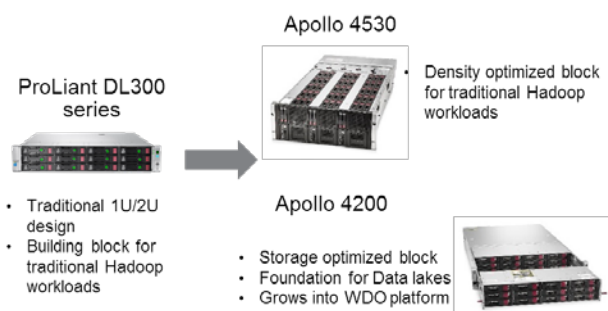 Apollo 4530
• Density optimized block
for traditional Hadoop
workloads
ProLiant DL300
series
• Traditional 1U/2U
design
• Building block for
traditional Hadoop
workloads
Apollo 4200
• Storage optimized block
• Foundation for Data lakes
• Grows into WDO platform